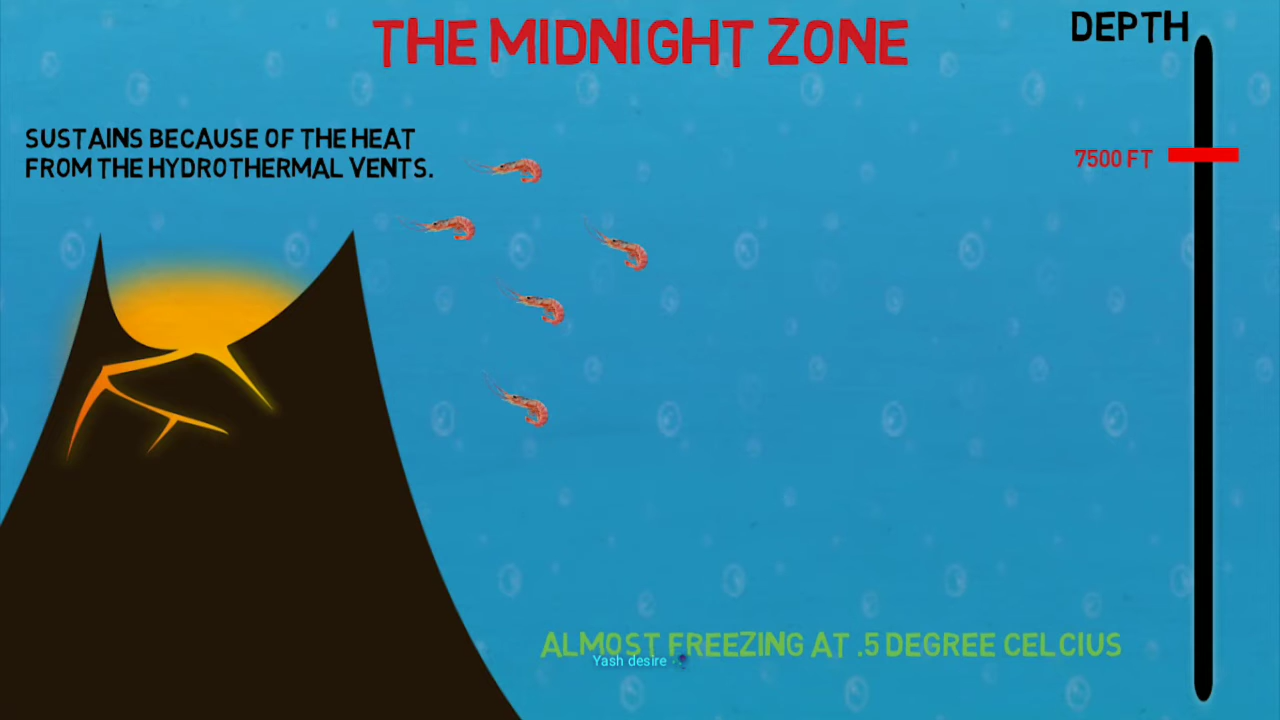 THE MIDNIGHT ZONE
DEPTH
SUSTAINS BECAUSE OF THE HEAT
FROM THE HYDROTHERMAL VENTS.
7500 FT
ALMOST FREEZING AT .5 DEGREE CELCIUS
Yash desire